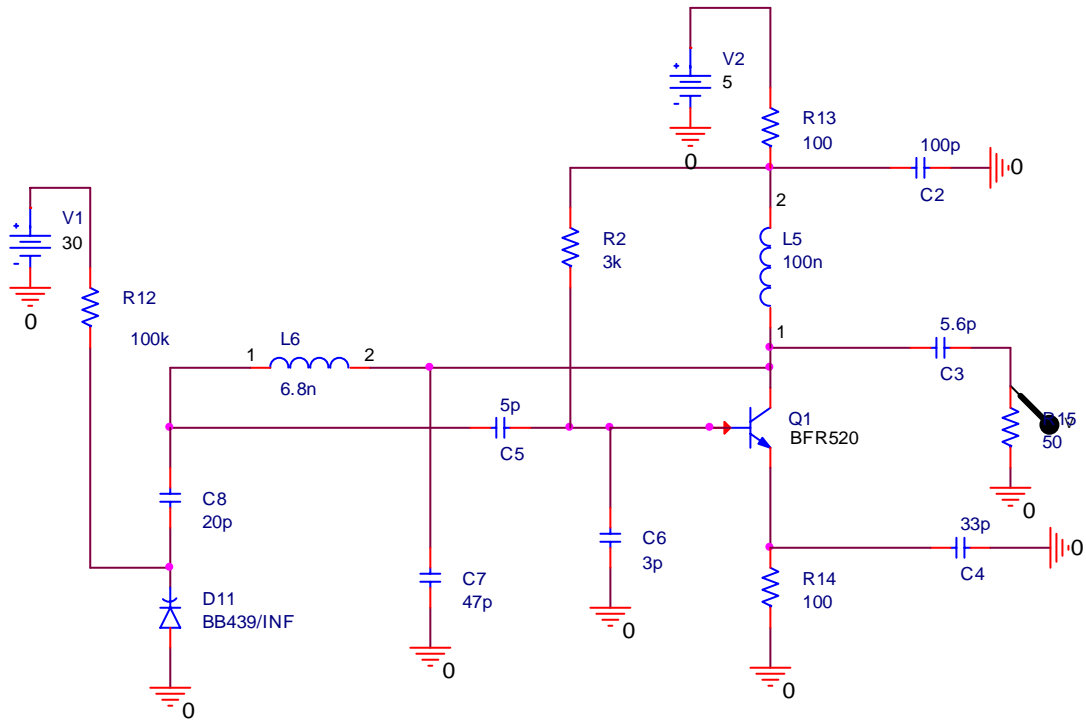 V2
5
+
-
0
R13
100
100p
C2
0
V1
30
+
-
0
R12
100k
R2
3k
2
L5
100n
1
L6
1
2
6.8n
5.6p
C3
5p
C5
Q1
BFR520
R15
50
V
0
C8
20p
C6
3p
0
33p
C4
0
C7
47p
0
R14
100
0
D11
BB439/INF
0